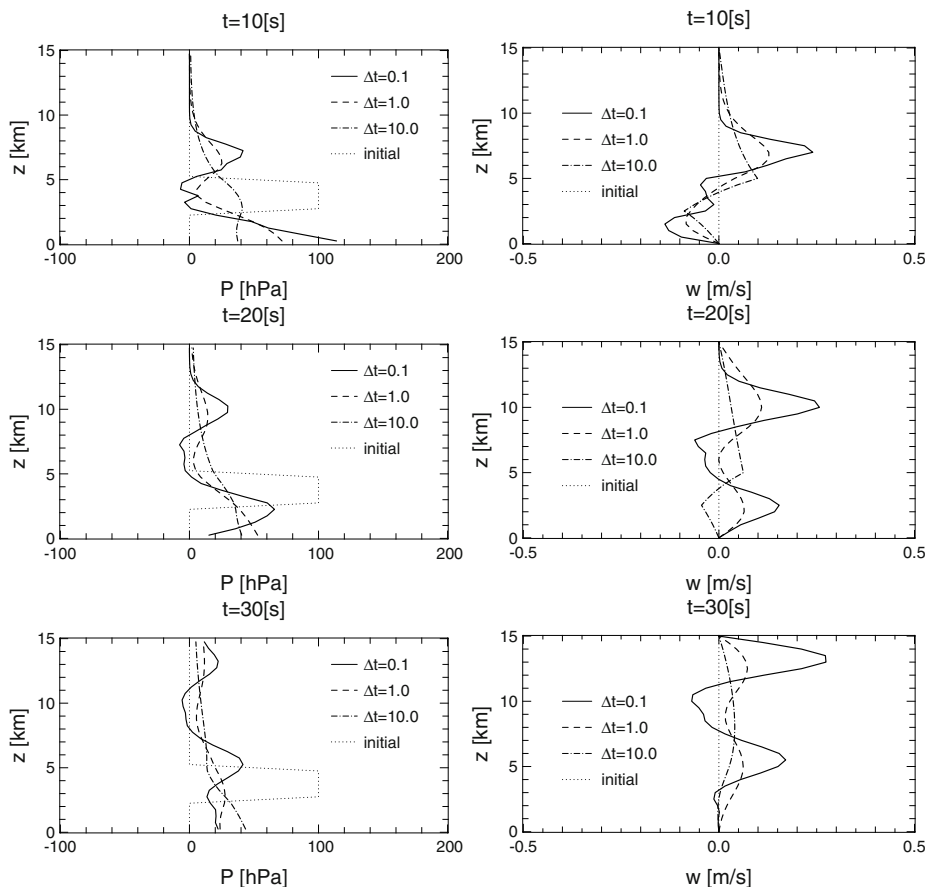 t=10[s]
15
10
5
0
z [km]
Δt=0.1
Δt=1.0
Δt=10.0
initial
-100
0
100
200
P [hPa]
t=10[s]
15
10
5
0
z [km]
Δt=0.1
Δt=1.0
Δt=10.0
initial
-0.5
0.0
0.5
w [m/s]
t=20[s]
15
10
5
0
z [km]
Δt=0.1
Δt=1.0
Δt=10.0
initial
-100
0
100
200
P [hPa]
t=20[s]
15
10
5
0
z [km]
Δt=0.1
Δt=1.0
Δt=10.0
initial
-0.5
0.0
0.5
w [m/s]
t=30[s]
15
10
5
0
z [km]
Δt=0.1
Δt=1.0
Δt=10.0
initial
-100
0
100
200
P [hPa]
t=30[s]
15
10
5
0
z [km]
Δt=0.1
Δt=1.0
Δt=10.0
initial
-0.5
0.0
0.5
w [m/s]